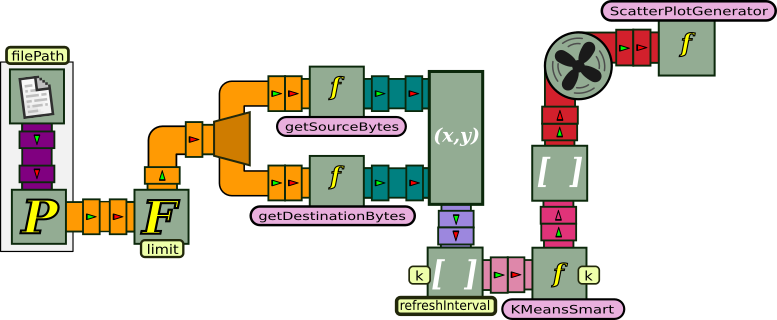 ScatterPlotGenerator
f
filePath
f
getSourceBytes
(x,y)
[ ]
P
F
limit
f
getDestinationBytes
k
[ ]
refreshInterval
f
k
KMeansSmart